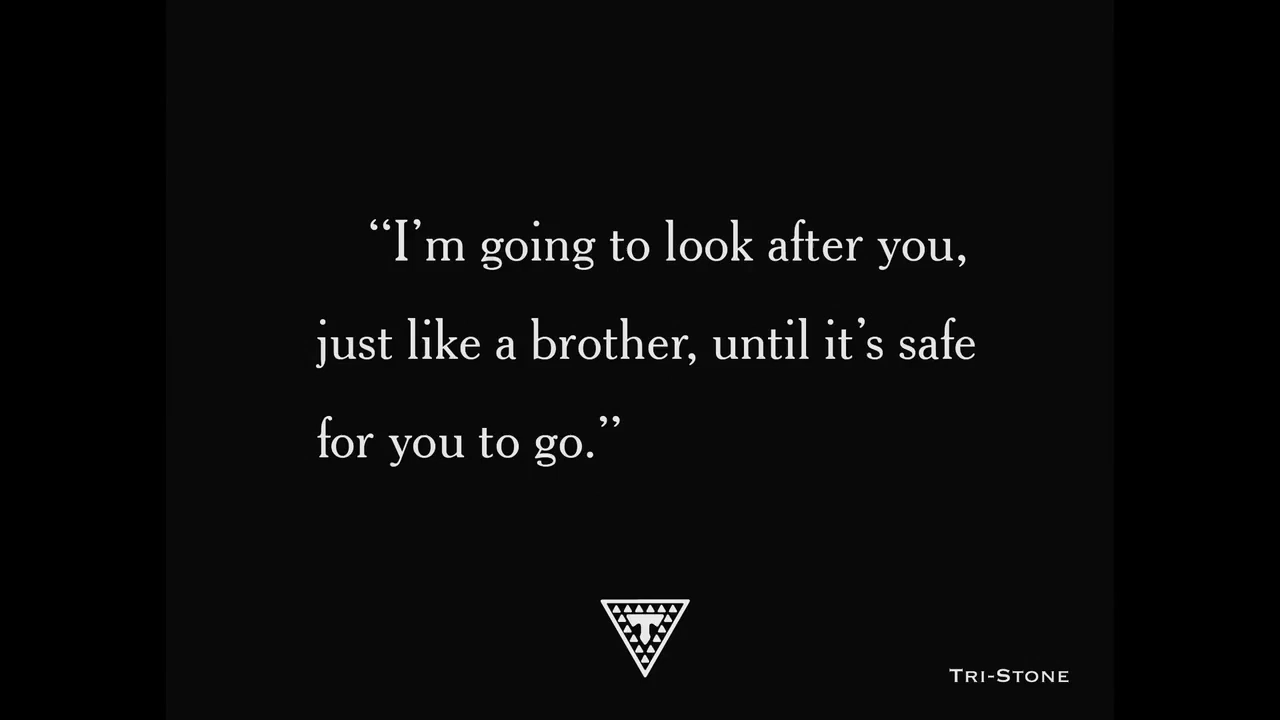 “I’m going to look after you,
just like a brother, until it’s safe
for you to go.”
T
TRI-STONE